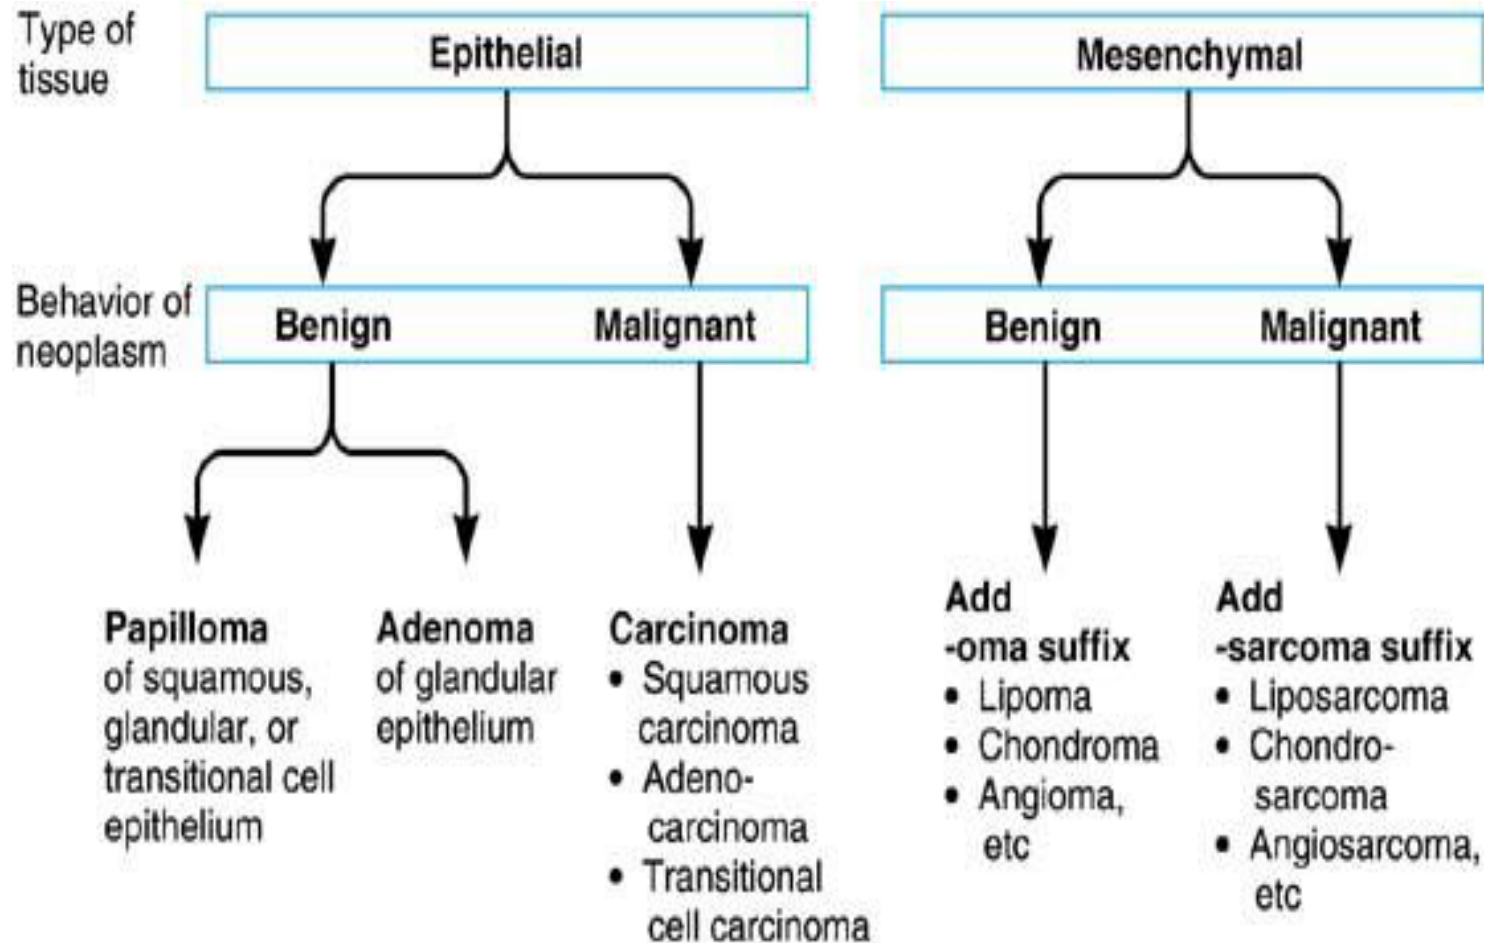 Type of
tissue
Epithelial
Mesenchymal
Behavior of
neoplasm
Benign
Malignant
Benign
Malignant
Papilloma
of squamous,
glandular, or
transitional cell
epithelium
Adenoma
of glandular
epithelium
Carcinoma
• Squamous
carcinoma
• Adeno-
carcinoma
• Transitional
cell carcinoma
Add
-oma suffix
• Lipoma
• Chondroma
• Angioma,
etc
Add
-sarcoma suffix
• Liposarcoma
• Chondro-
sarcoma
• Angiosarcoma,
etc